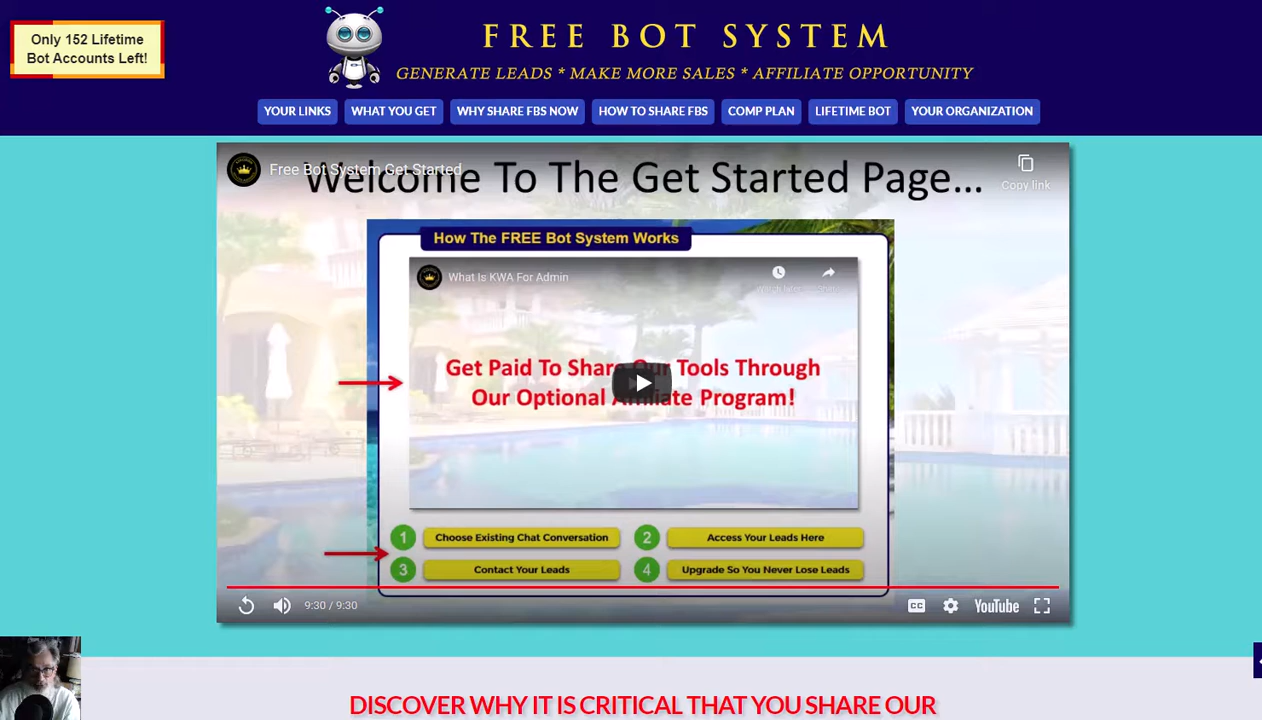 Only 152 Lifetime
Bot Accounts Left!
FREE BOT SYSTEM
GENERATE LEADS * MAKE MORE SALES * AFFILIATE OPPORTUNITY
YOUR LINKS
WHAT YOU GET
WHY SHARE FBS NOW
HOW TO SHARE FBS
COMP PLAN
LIFETIME BOT
YOUR ORGANIZATION
Free Bot System Get Started
Welcome To The Get Started Page...
Copy link
How The FREE Bot System Works
What Is KWA For Admin
Get Paid To Share Our Tools Through
Our Optional Affiliate Program!
1 Choose Existing Chat Conversation
2 Access Your Leads Here
3 Contact Your Leads
4 Upgrade So You Never Lose Leads
9:30 / 9:30
CC
YouTube
DISCOVER WHY IT IS CRITICAL THAT YOU SHARE OUR